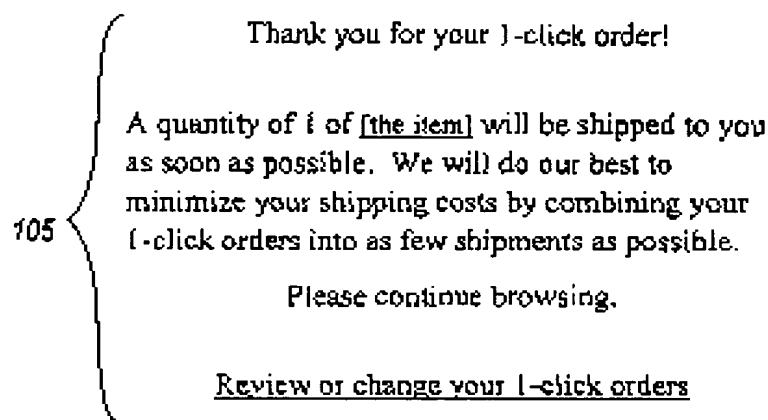 Thank you for your 1-click order!
A quantity of 1 of [the item] will be shipped to you
as soon as possible. We will do our best to
minimize your shipping costs by combining your
105
1-click orders into as few shipments as possible.
Please continue browsing.
Review or change your 1-click orders